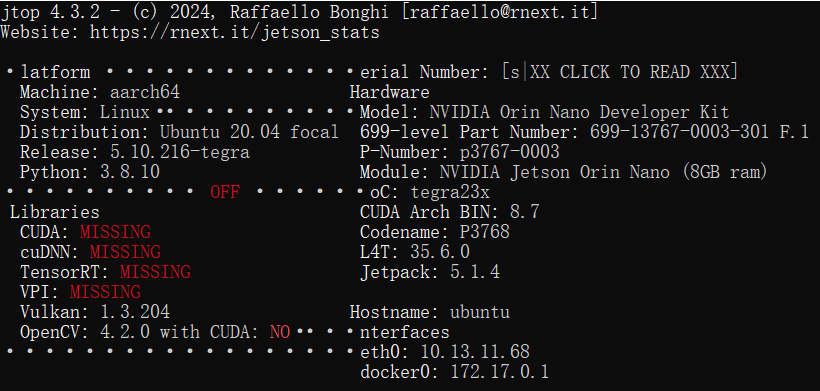 jtop 4.3.2 - (c) 2024, Raffaello Bonghi [raffaello@rnext.it]
Website: https://rnext.it/jetson_stats
•latform • • • • • • • • • • • • •erial Number: [s|XX CLICK TO READ XXX]
Machine: aarch64 Hardware
System: Linux• • • • • • • • • • •Model: NVIDIA Orin Nano Developer Kit
Distribution: Ubuntu 20.04 focal 699-level Part Number: 699-13767-0003-301 F.1
Release: 5.10.216-tegra P-Number: p3767-0003
Python: 3.8.10 Module: NVIDIA Jetson Orin Nano (8GB ram)
• • • • • • • • • • OFF • • • • • •oC: tegra23x
Libraries CUDA Arch BIN: 8.7
CUDA: MISSING Codename: P3768
cuDNN: MISSING L4T: 35.6.0
TensorRT: MISSING Jetpack: 5.1.4
VPI: MISSING
Vulkan: 1.3.204 Hostname: ubuntu
OpenCV: 4.2.0 with CUDA: NO• • • •nterfaces
• • • • • • • • • • • • • • • • • •eth0: 10.13.11.68
docker0: 172.17.0.1